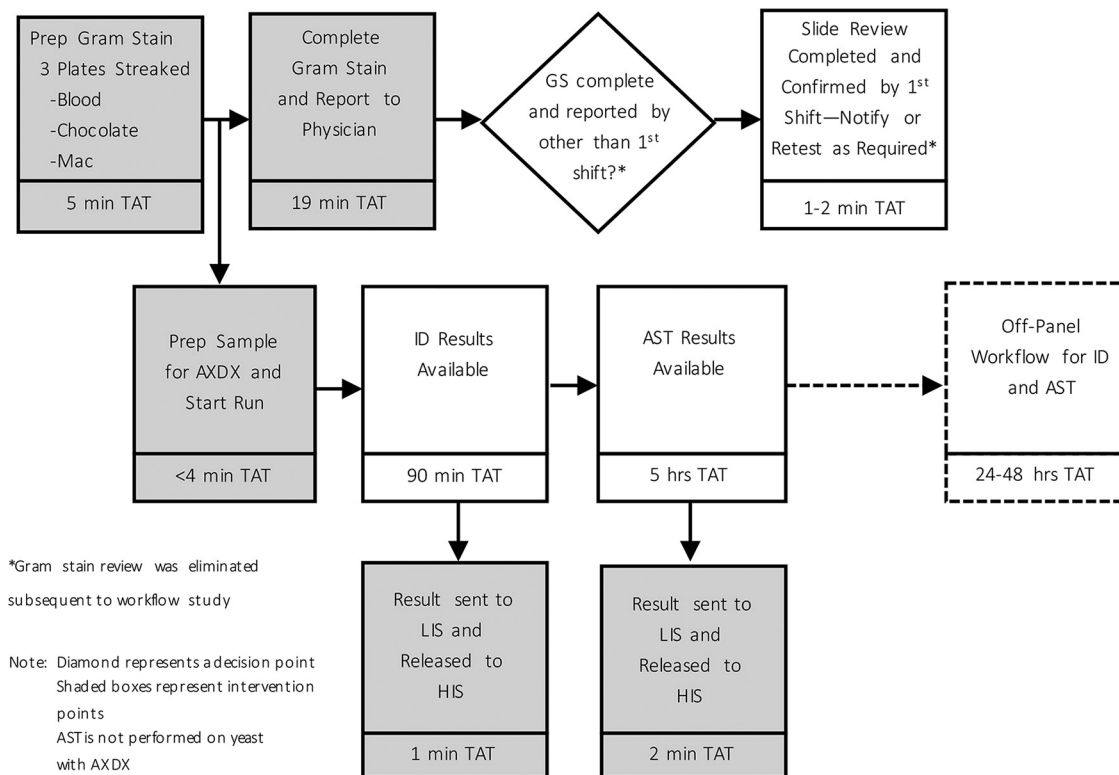 Prep Gram Stain
3 Plates Streaked
-Blood
-Chocolate
-Mac
5 min TAT
Complete
Gram Stain
and Report to
Physician
19 min TAT
GS complete
and reported by
other than 1st
shift?*
Slide Review
Completed and
Confirmed by 1st
Shift—Notify or
Retest as Required*
1-2 min TAT
Prep Sample
for AXDX and
Start Run
<4 min TAT
ID Results
Available
90 min TAT
AST Results
Available
5 hrs TAT
Off-Panel
Workflow for ID
and AST
24-48 hrs TAT
Result sent to
LIS and
Released to
HIS
1 min TAT
Result sent to
LIS and
Released to
HIS
2 min TAT
*Gram stain review was eliminated
subsequent to workflow study
Note: Diamond represents a decision point
Shaded boxes represent intervention
points
AST is not performed on yeast
with AXDX